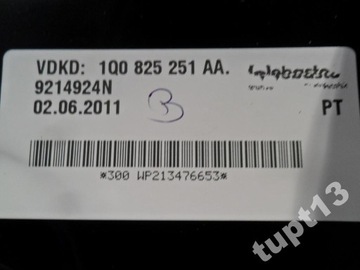 VDKD: 1Q0 825 251 AA.
9214924N
02.06.2011
B
PT
*300 WP213476653*
tupt13